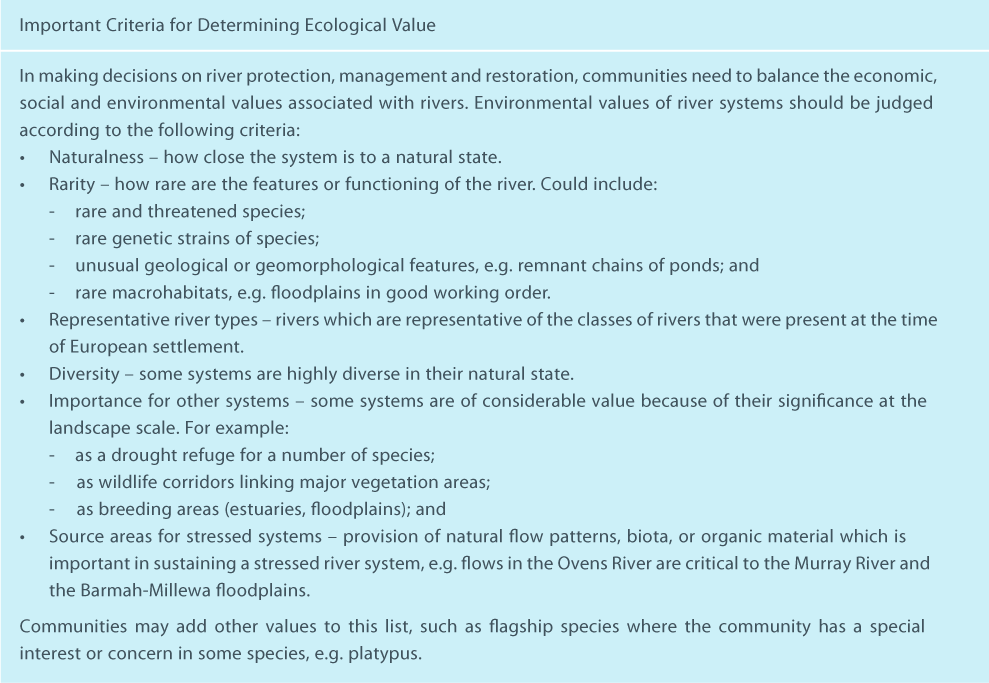 Important Criteria for Determining Ecological Value
In making decisions on river protection, management and restoration, communities need to balance the economic,
social and environmental values associated with rivers. Environmental values of river systems should be judged
according to the following criteria:
• Naturalness – how close the system is to a natural state.
• Rarity – how rare are the features or functioning of the river. Could include:
- rare and threatened species;
- rare genetic strains of species;
- unusual geological or geomorphological features, e.g. remnant chains of ponds; and
- rare macrohabitats, e.g. floodplains in good working order.
• Representative river types – rivers which are representative of the classes of rivers that were present at the time
of European settlement.
• Diversity – some systems are highly diverse in their natural state.
• Importance for other systems – some systems are of considerable value because of their significance at the
landscape scale. For example:
- as a drought refuge for a number of species;
- as wildlife corridors linking major vegetation areas;
- as breeding areas (estuaries, floodplains); and
• Source areas for stressed systems – provision of natural flow patterns, biota, or organic material which is
important in sustaining a stressed river system, e.g. flows in the Ovens River are critical to the Murray River and
the Barmah-Millewa floodplains.
Communities may add other values to this list, such as flagship species where the community has a special
interest or concern in some species, e.g. platypus.